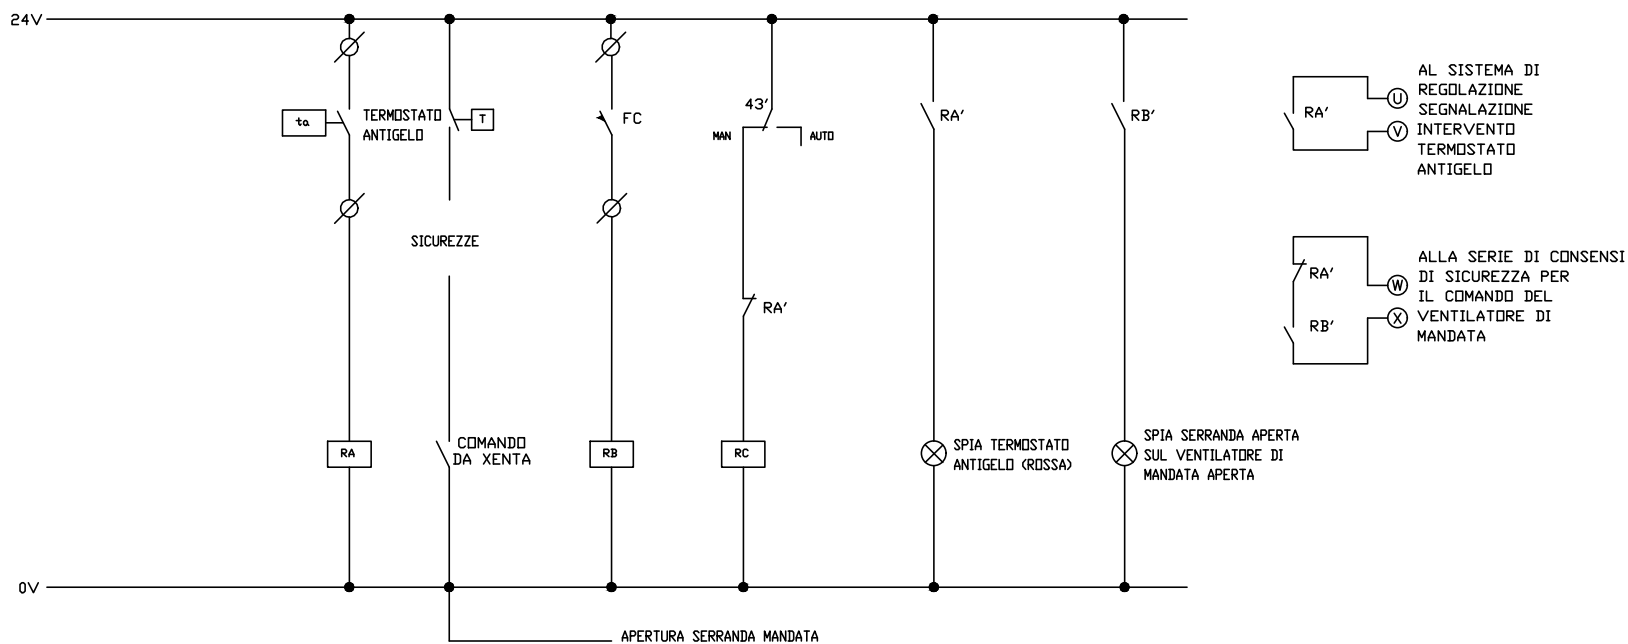 24V
ta
TERMOSTATO
ANTIGELO
T
FC
43'
MAN
AUTO
RA'
RB'
RA'
U
V
AL SISTEMA DI
REGOLAZIONE
SEGNALAZIONE
INTERVENTO
TERMOSTATO
ANTIGELO
SICUREZZE
RA'
RA'
RB'
W
X
ALLA SERIE DI CONSENSI
DI SICUREZZA PER
IL COMANDO DEL
VENTILATORE DI
MANDATA
RA
COMANDO
DA XENTA
RB
RC
SPIA TERMOSTATO
ANTIGELO (ROSSA)
SPIA SERRANDA APERTA
SUL VENTILATORE DI
MANDATA APERTA
0V
APERTURA SERRANDA MANDATA